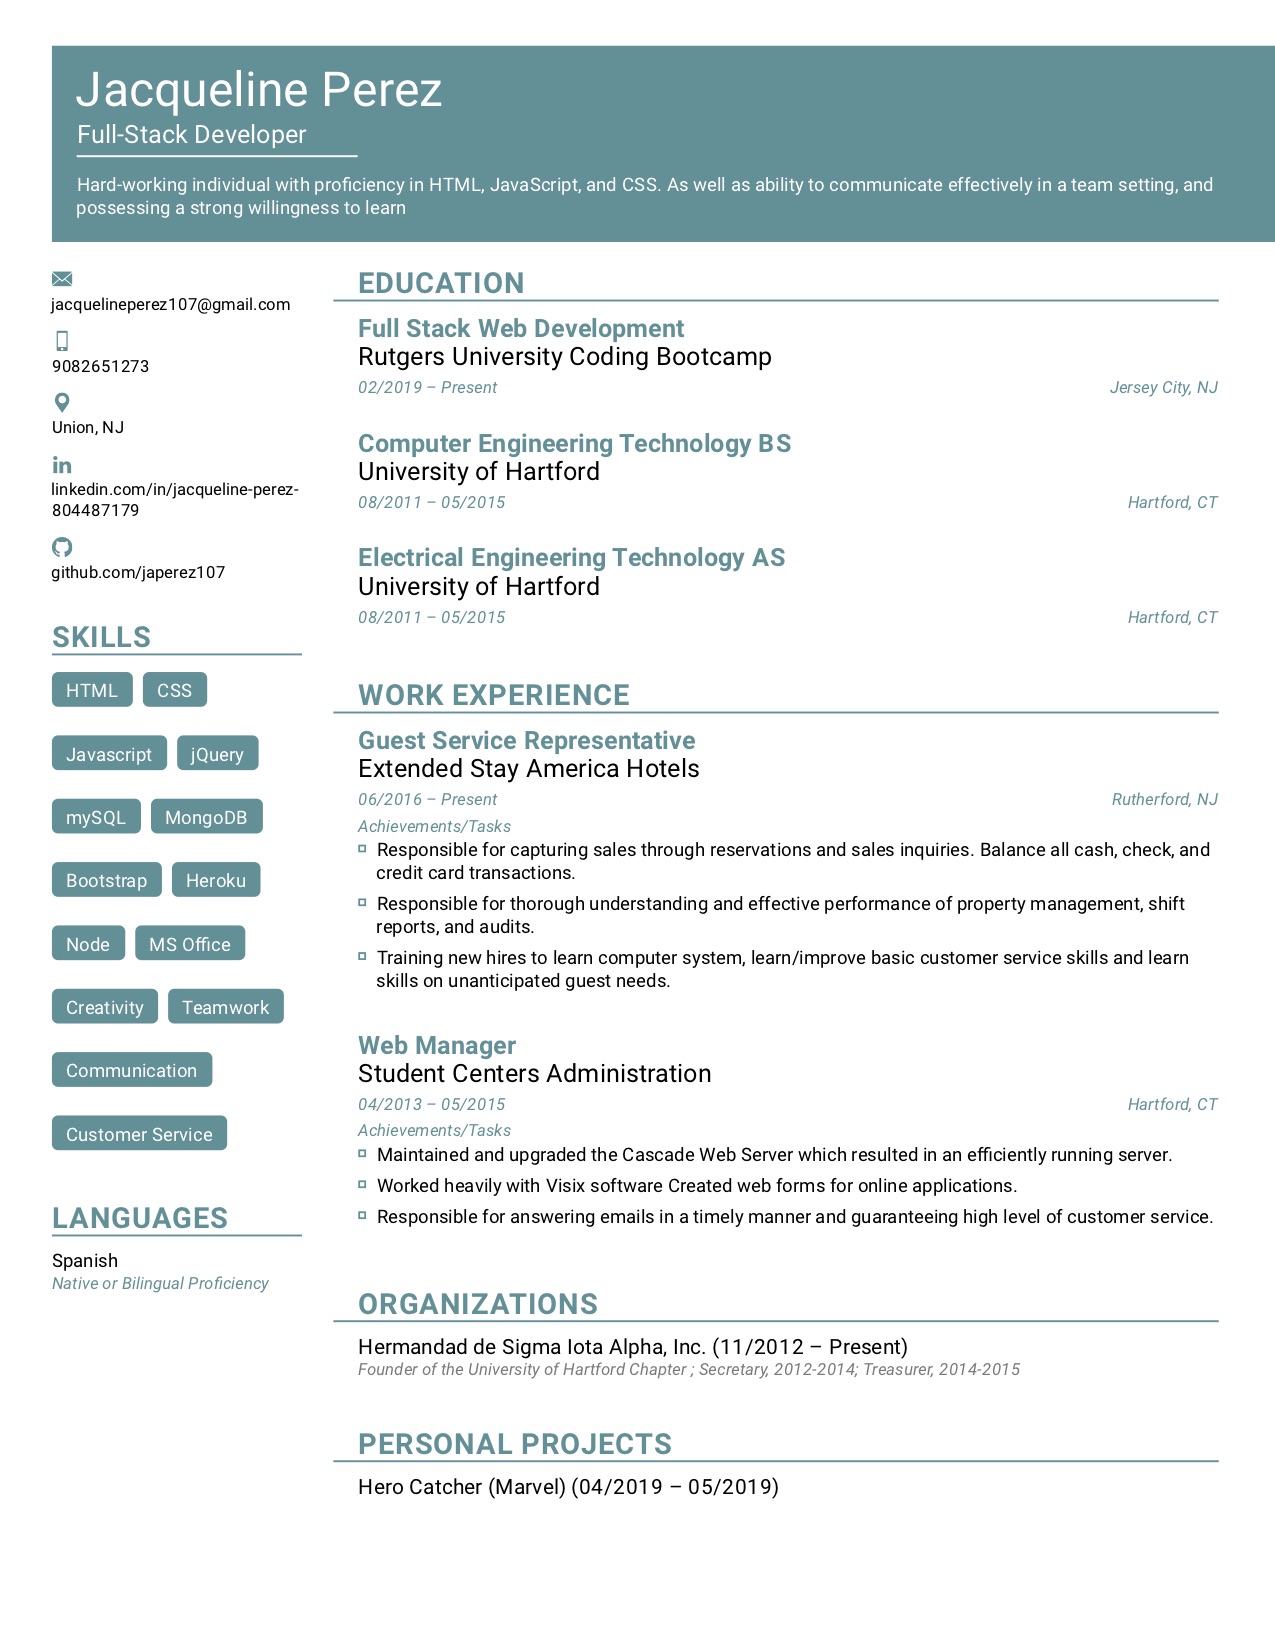 Jacqueline Perez
Full-Stack Developer
Hard-working individual with proficiency in HTML, JavaScript, and CSS. As well as ability to communicate effectively in a team setting, and
possessing a strong willingness to learn
jacquelineperez107@gmail.com
9082651273
Union, NJ
linkedin.com/in/jacqueline-perez-
804487179
github.com/japerez107
SKILLS
HTML CSS
Javascript jQuery
mySQL MongoDB
Bootstrap Heroku
Node MS Office
Creativity Teamwork
Communication
Customer Service
LANGUAGES
Spanish
Native or Bilingual Proficiency
EDUCATION
Full Stack Web Development
Rutgers University Coding Bootcamp
02/2019 – Present Jersey City, NJ
Computer Engineering Technology BS
University of Hartford
08/2011 – 05/2015 Hartford, CT
Electrical Engineering Technology AS
University of Hartford
08/2011 – 05/2015 Hartford, CT
WORK EXPERIENCE
Guest Service Representative
Extended Stay America Hotels
06/2016 – Present Rutherford, NJ
Achievements/Tasks
Responsible for capturing sales through reservations and sales inquiries. Balance all cash, check, and
credit card transactions.
Responsible for thorough understanding and effective performance of property management, shift
reports, and audits.
Training new hires to learn computer system, learn/improve basic customer service skills and learn
skills on unanticipated guest needs.
Web Manager
Student Centers Administration
04/2013 – 05/2015 Hartford, CT
Achievements/Tasks
Maintained and upgraded the Cascade Web Server which resulted in an efficiently running server.
Worked heavily with Visix software Created web forms for online applications.
Responsible for answering emails in a timely manner and guaranteeing high level of customer service.
ORGANIZATIONS
Hermandad de Sigma Iota Alpha, Inc. (11/2012 – Present)
Founder of the University of Hartford Chapter ; Secretary, 2012-2014; Treasurer, 2014-2015
PERSONAL PROJECTS
Hero Catcher (Marvel) (04/2019 – 05/2019)